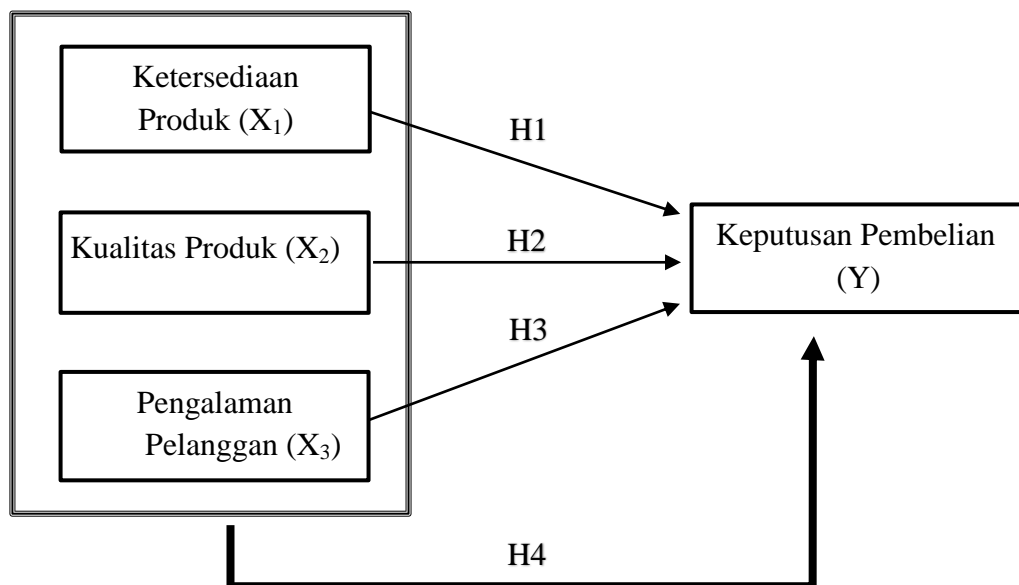 Ketersediaan
Produk (X₁)
H1
Kualitas Produk (X₂)
H2
Keputusan Pembelian
(Y)
H3
Pengalaman
Pelanggan (X₃)
H4